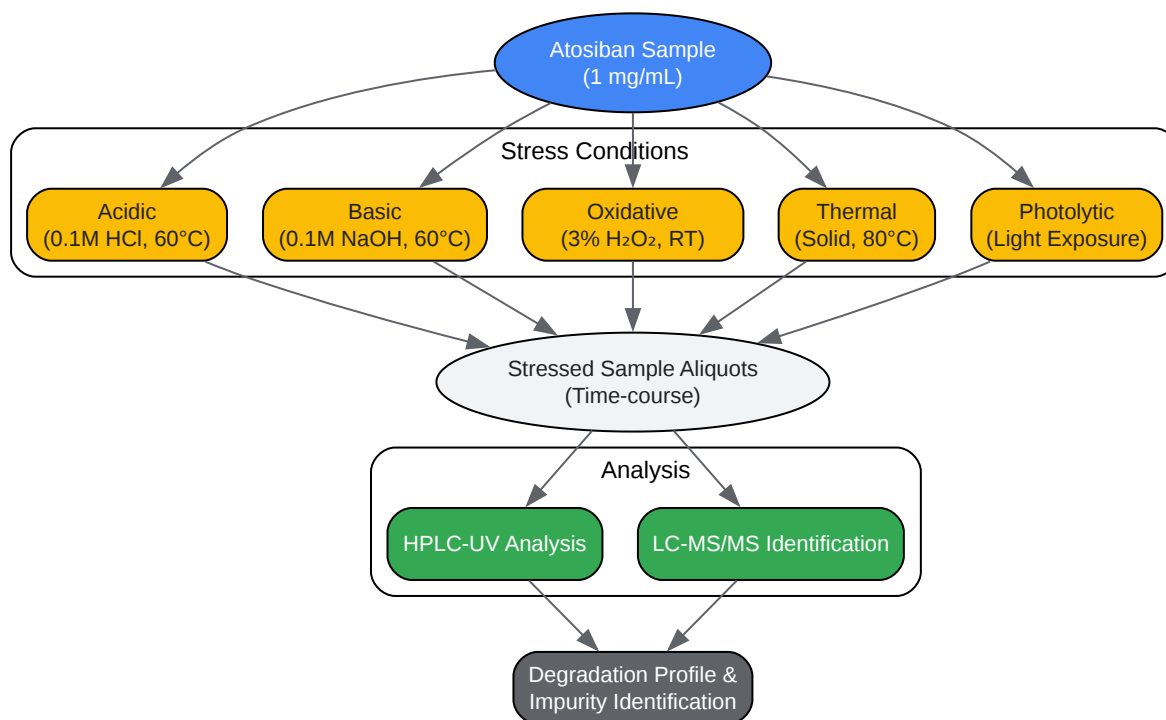 Atosiban Sample
(1 mg/mL)
Stress Conditions
Acidic
(0.1M HCl, 60°C)
Basic
(0.1M NaOH, 60°C)
Oxidative
(3% H₂O₂, RT)
Thermal
(Solid, 80°C)
Photolytic
(Light Exposure)
Stressed Sample Aliquots
(Time-course)
Analysis
HPLC-UV Analysis
LC-MS/MS Identification
Degradation Profile &
Impurity Identification